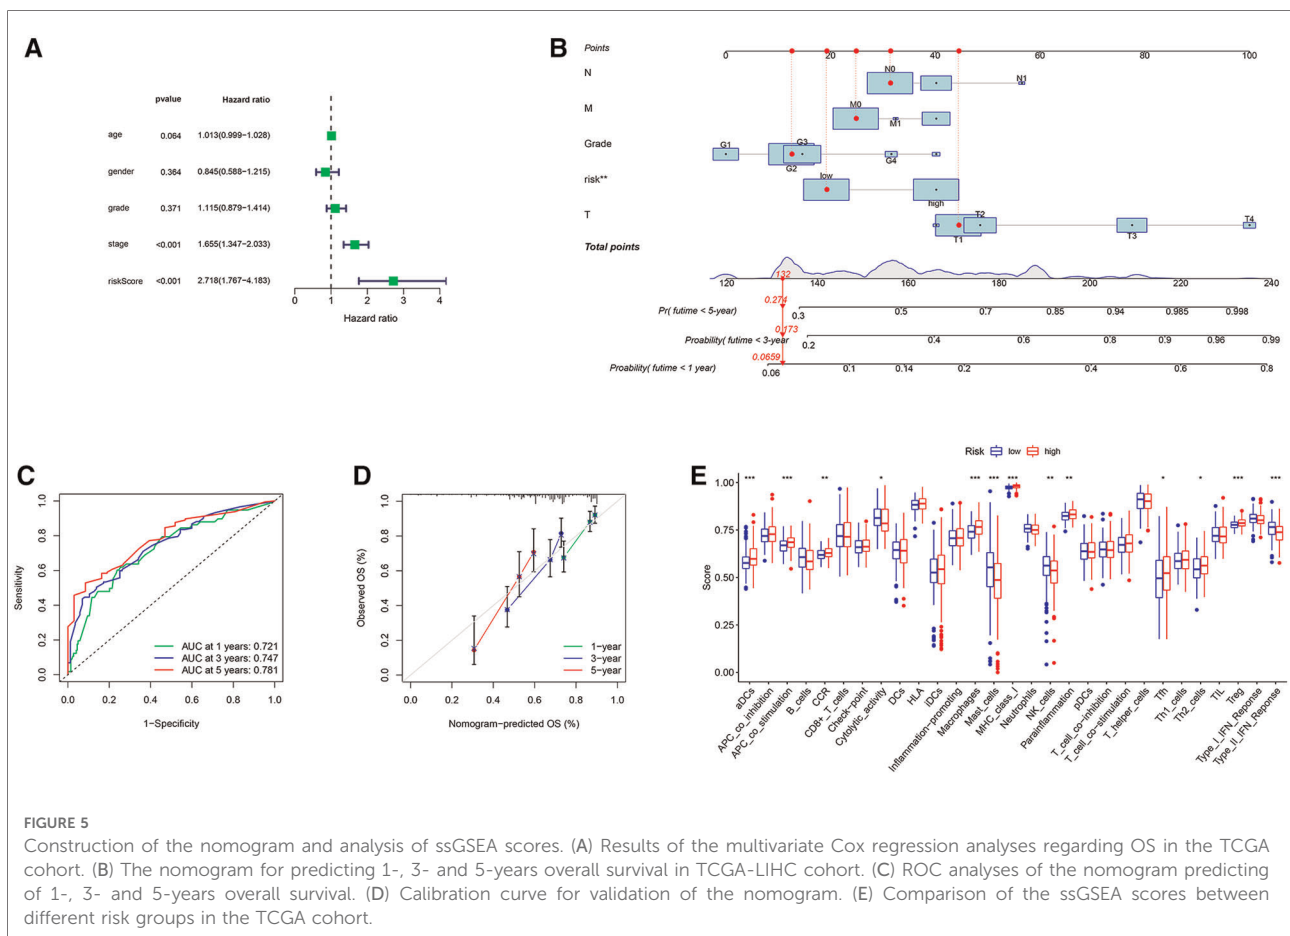 A
pvalue Hazard ratio
age 0.064 1.013(0.999−1.028)
gender 0.364 0.845(0.588−1.215)
grade 0.371 1.115(0.879−1.414)
stage <0.001 1.655(1.347−2.033)
riskScore <0.001 2.718(1.767−4.183)
0 1 2 3 4
Hazard ratio
B
Points
0 20 40 60 80 100
N
N0 N1
M
M0
M1
Grade
G1 G3
G2 G4
risk**
low
high
T
T2 T4
T1 T3
Total points
132
120 140 160 180 200 220 240
0.274
Pr( futime < 5-year)
0.3 0.5 0.7 0.85 0.94 0.985 0.998
0.173
Proability( futime < 3-year
0.2 0.4 0.6 0.8 0.9 0.96 0.99
0.0659
Proability( futime < 1 year)
0.06 0.1 0.14 0.2 0.4 0.6 0.8
C
Sensitivity
1.0
0.8
0.6
0.4
0.2
0.0
AUC at 1 years: 0.721
AUC at 3 years: 0.747
AUC at 5 years: 0.781
0.0 0.2 0.4 0.6 0.8 1.0
1−Specificity
D
Observed OS (%)
1.0
0.8
0.6
0.4
0.2
0.0
1-year
3-year
5-year
0.0 0.2 0.4 0.6 0.8 1.0
Nomogram-predicted OS (%)
E
Risk low high
*** *** ** * *** *** *** ** ** * * *** ***
Score
1.00
0.75
0.50
0.25
0.00
aDCs
APC_co_inhibition
APC_co_stimulation
B_cells
CCR
CD8+_T_cells
Check-point
Cytolytic_activity
DCs
HLA
iDCs
Inflammation-promoting
Macrophages
Mast_cells
MHC_class_I
Neutrophils
NK_cells
Parainflammation
pDCs
T_cell_co-inhibition
T_cell_co-stimulation
T_helper_cells
Tfh
Th1_cells
Th2_cells
TIL
Treg
Type_I_IFN_Reponse
Type_II_IFN_Reponse
FIGURE 5
Construction of the nomogram and analysis of ssGSEA scores. (A) Results of the multivariate Cox regression analyses regarding OS in the TCGA
cohort. (B) The nomogram for predicting 1-, 3- and 5-years overall survival in TCGA-LIHC cohort. (C) ROC analyses of the nomogram predicting
of 1-, 3- and 5-years overall survival. (D) Calibration curve for validation of the nomogram. (E) Comparison of the ssGSEA scores between
different risk groups in the TCGA cohort.